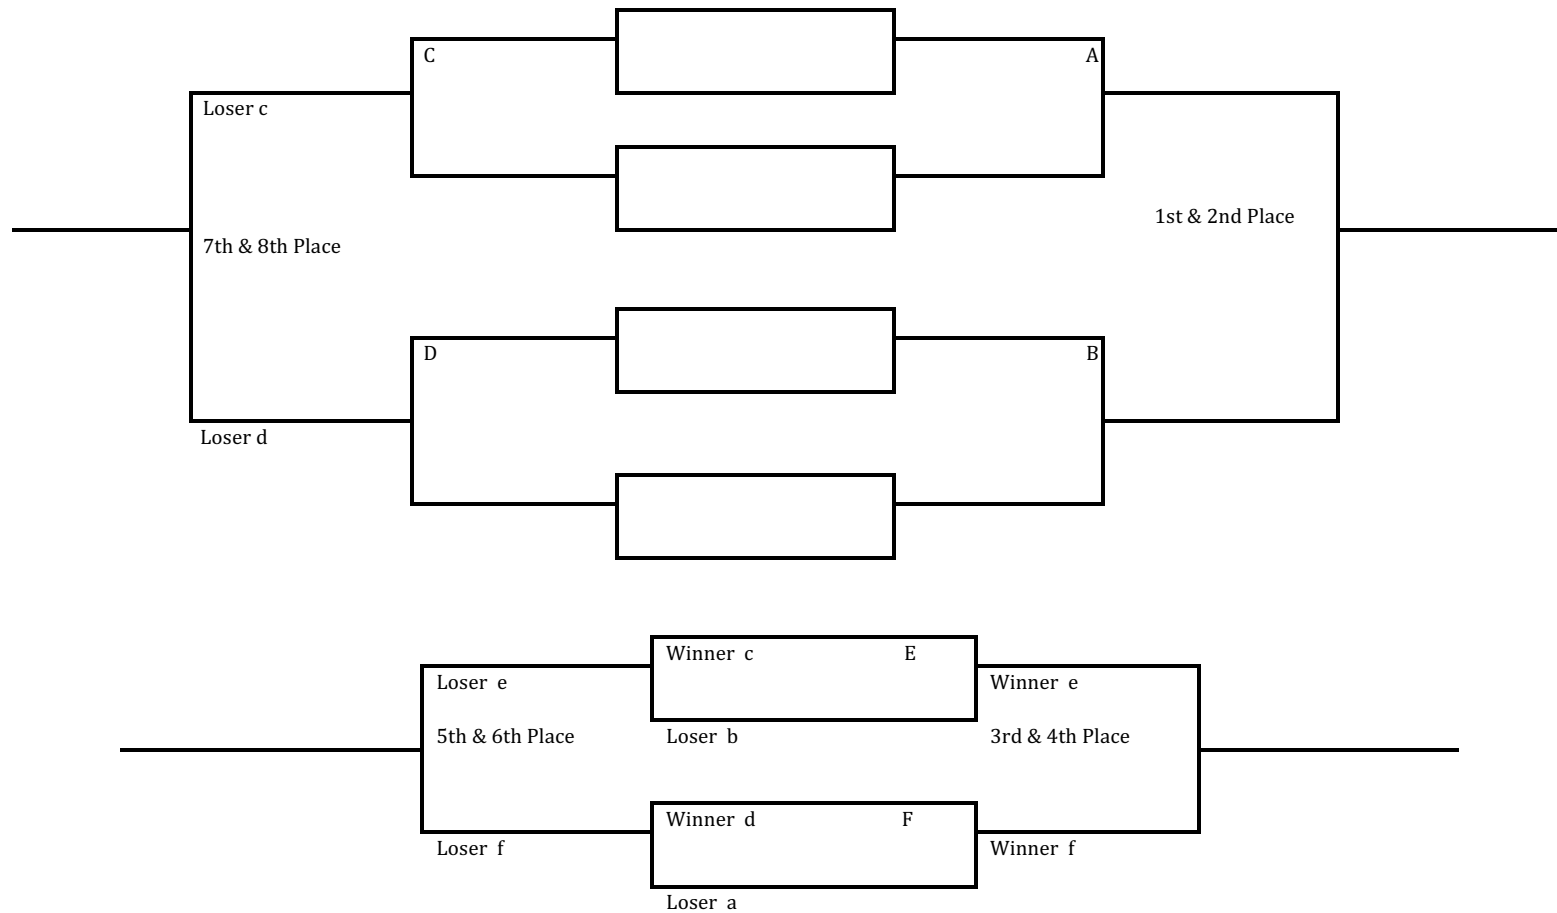 C
A
Loser c
1st & 2nd Place
7th & 8th Place
D
B
Loser d
Winner c
E
Loser e
Winner e
5th & 6th Place
Loser b
3rd & 4th Place
Winner d
F
Loser f
Winner f
Loser a